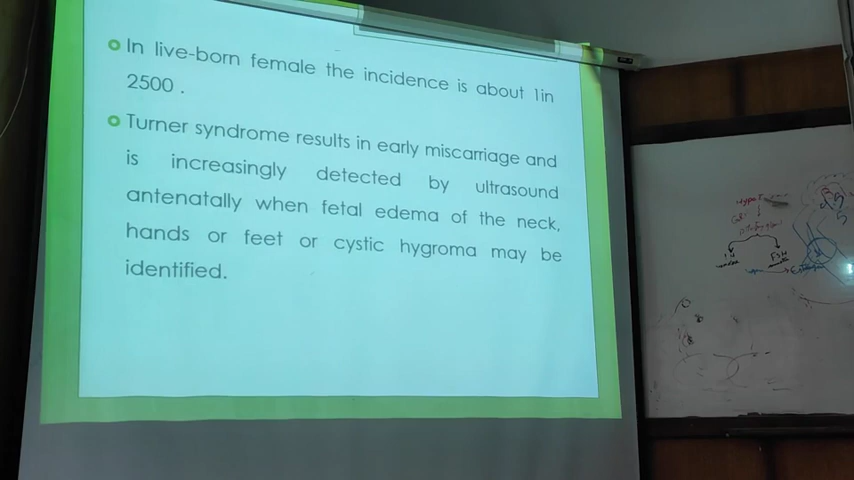 In live-born female the incidence is about 1in
2500 .
Turner syndrome results in early miscarriage and
is increasingly detected by ultrasound
antenatally when fetal edema of the neck,
hands or feet or cystic hygroma may be
identified.
FSH